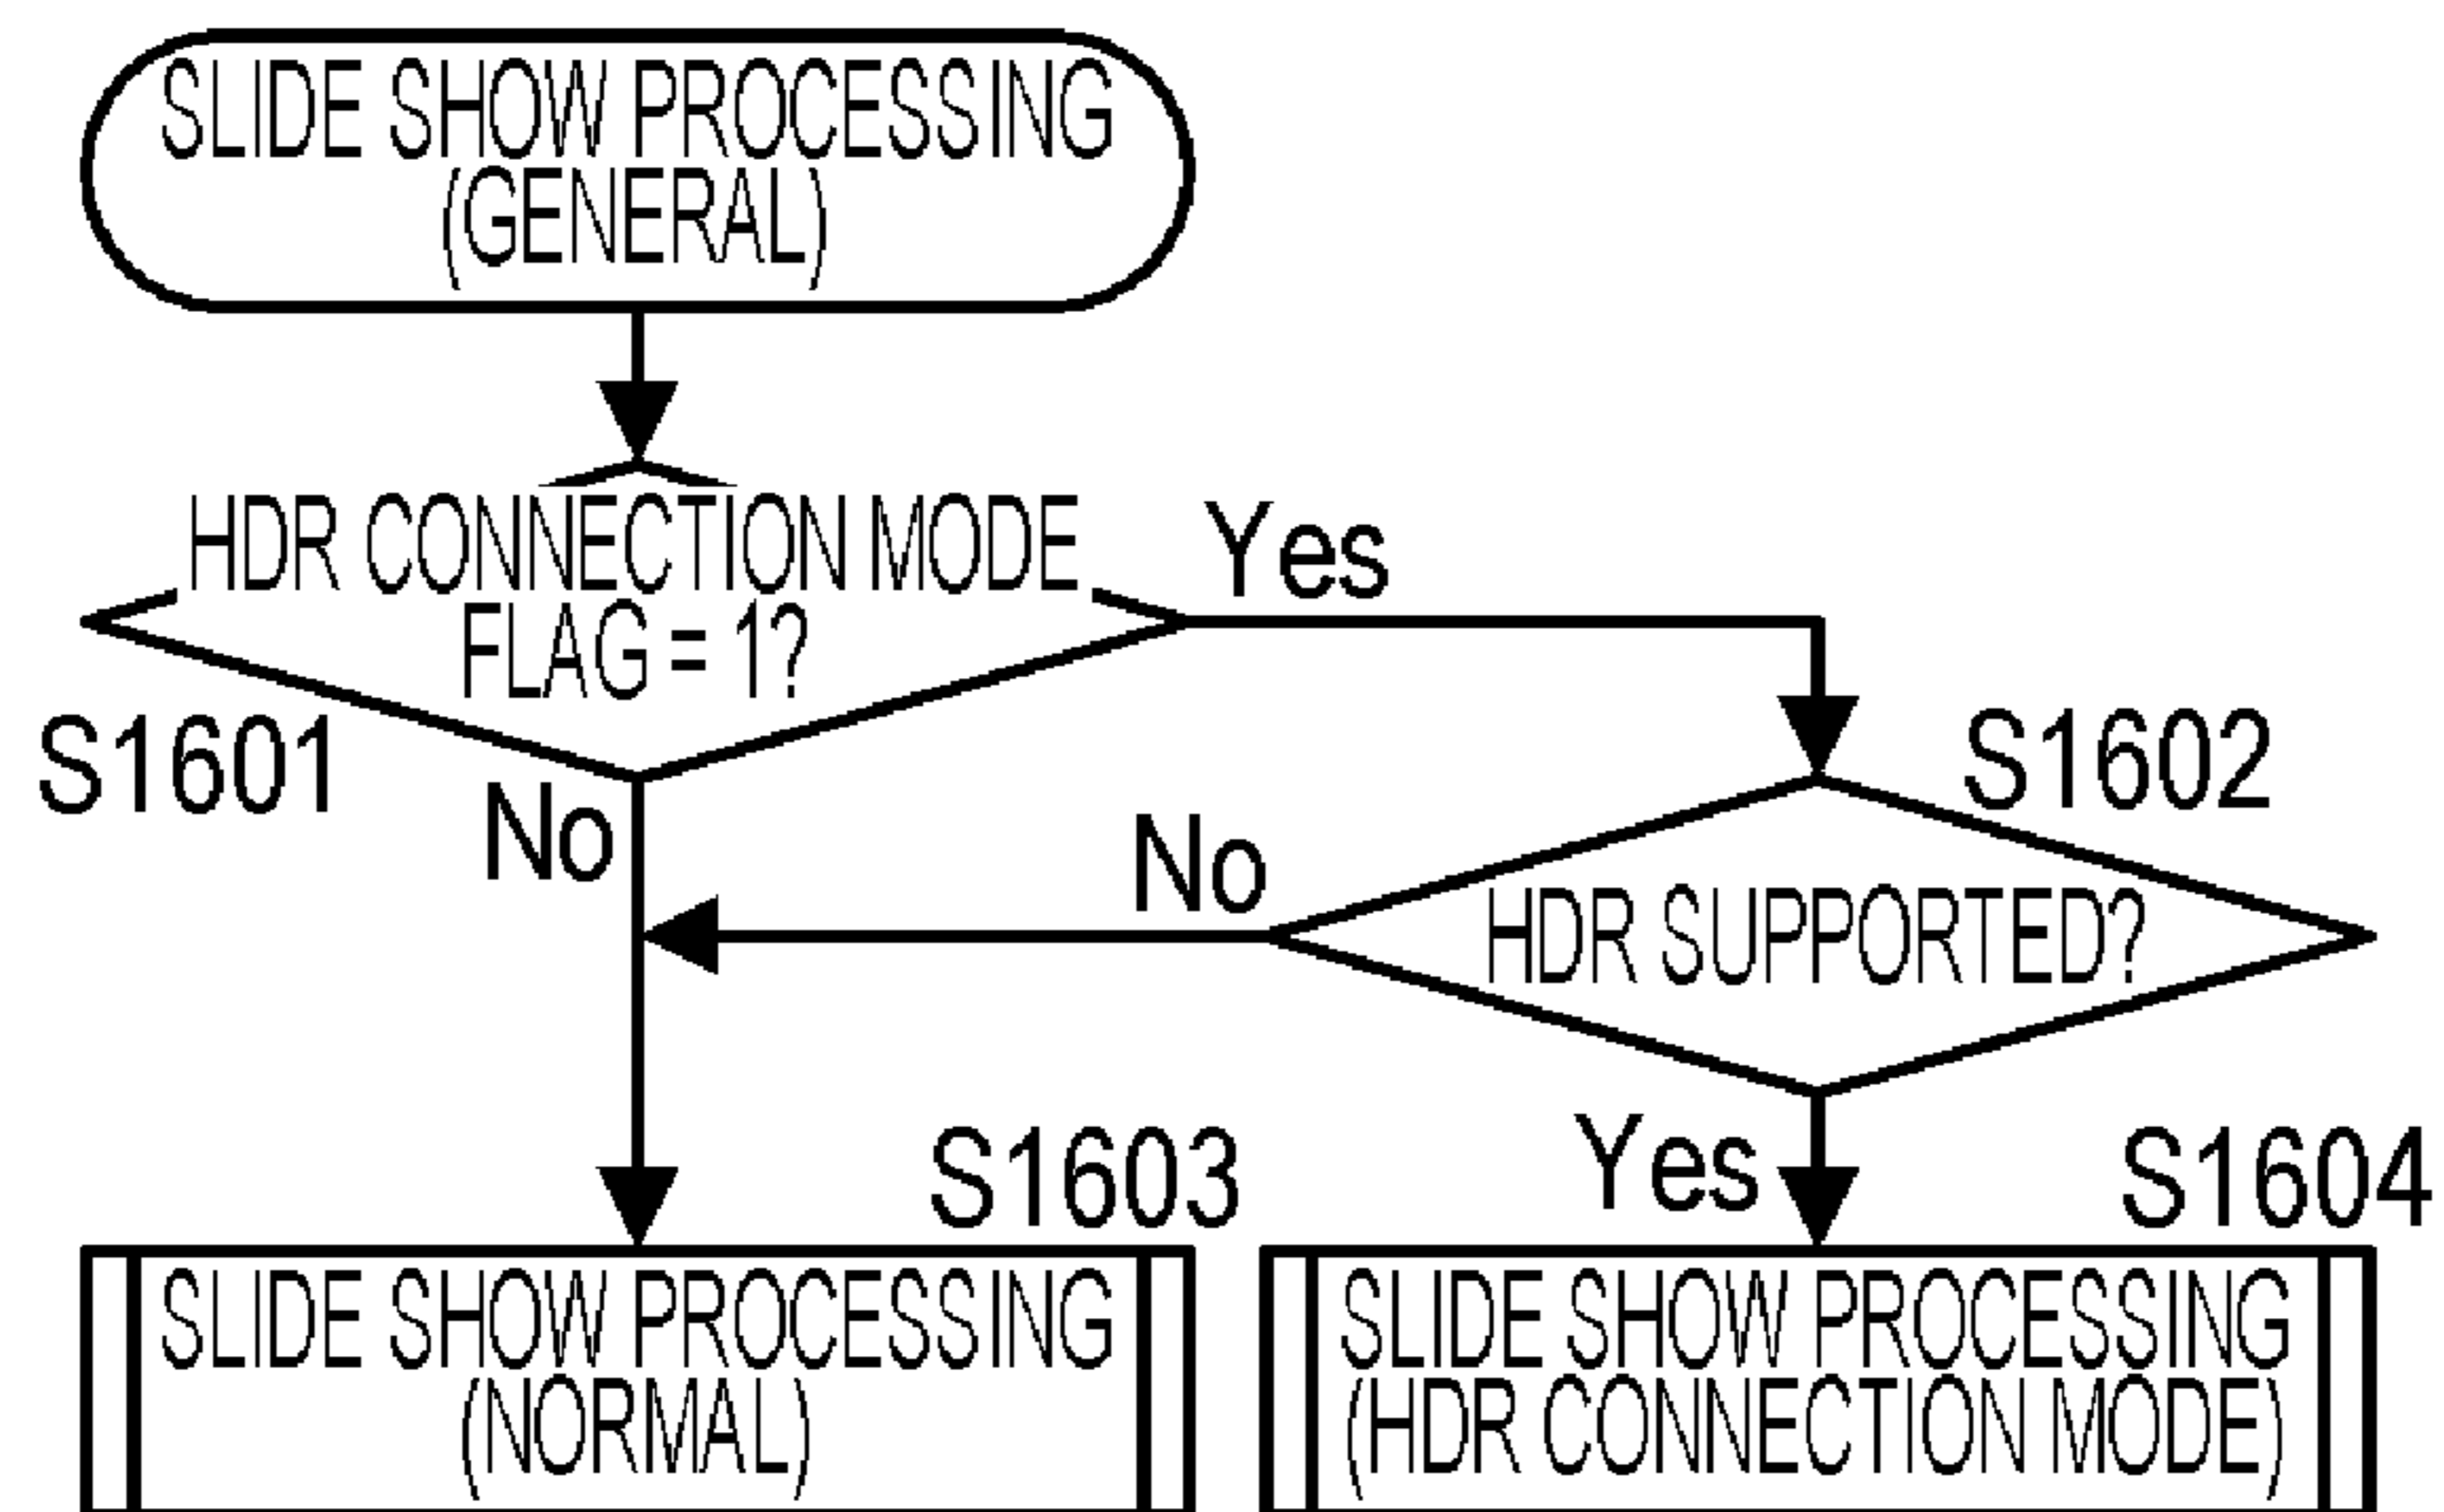 SLIDE SHOW PROCESSING
(GENERAL)
HDR CONNECTION MODE
FLAG = 1?
Yes
S1601
No
S1602
No
HDR SUPPORTED?
Yes
S1603
S1604
SLIDE SHOW PROCESSING
(NORMAL)
SLIDE SHOW PROCESSING
(HDR CONNECTION MODE)